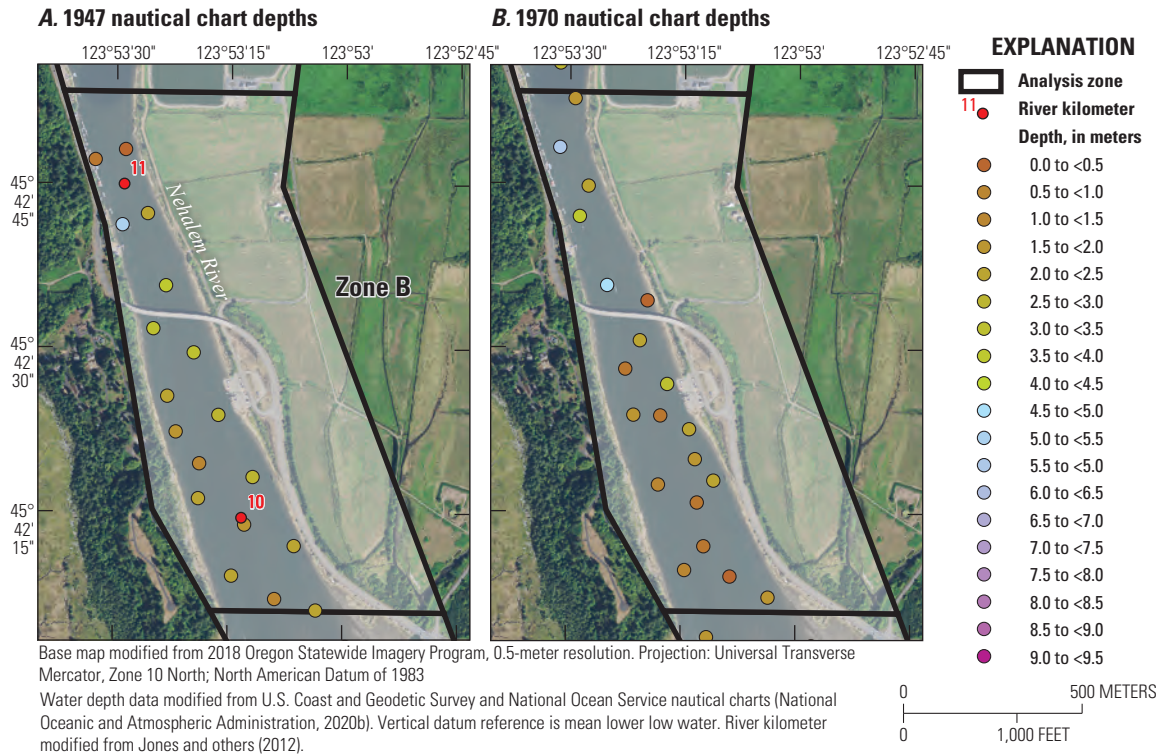 A. 1947 nautical chart depths
B. 1970 nautical chart depths
123°53'30" 123°53'15" 123°53' 123°52'45"
123°53'30" 123°53'15" 123°53' 123°52'45"
EXPLANATION
Analysis zone
11 River kilometer
Depth, in meters
0.0 to <0.5
0.5 to <1.0
1.0 to <1.5
1.5 to <2.0
2.0 to <2.5
2.5 to <3.0
3.0 to <3.5
3.5 to <4.0
4.0 to <4.5
4.5 to <5.0
5.0 to <5.5
5.5 to <5.0
6.0 to <6.5
6.5 to <7.0
7.0 to <7.5
7.5 to <8.0
8.0 to <8.5
8.5 to <9.0
9.0 to <9.5
45°
42'
45"
45°
42'
30"
45°
42'
15"
11
Nehalem River
Zone B
10
Base map modified from 2018 Oregon Statewide Imagery Program, 0.5-meter resolution. Projection: Universal Transverse
Mercator, Zone 10 North; North American Datum of 1983
Water depth data modified from U.S. Coast and Geodetic Survey and National Ocean Service nautical charts (National
Oceanic and Atmospheric Administration, 2020b). Vertical datum reference is mean lower low water. River kilometer
modified from Jones and others (2012).
0 500 METERS
0 1,000 FEET